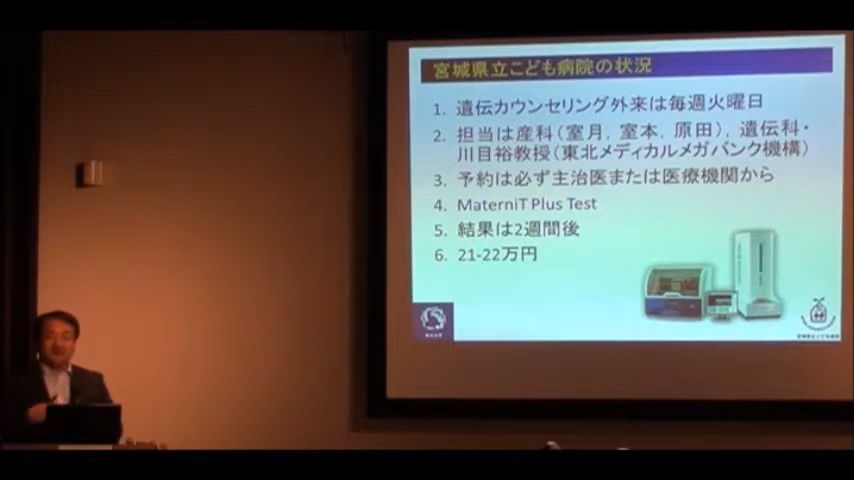 宮城県立こども病院の状況
1. 遺伝カウンセリング外来は毎週火曜日
2. 担当は産科（室月，室本，原田），遺伝科・
川目裕教授（東北メディカルメガバンク機構）
3. 予約は必ず主治医または医療機関から
4. MaterniT Plus Test
5. 結果は2週間後
6. 21-22万円